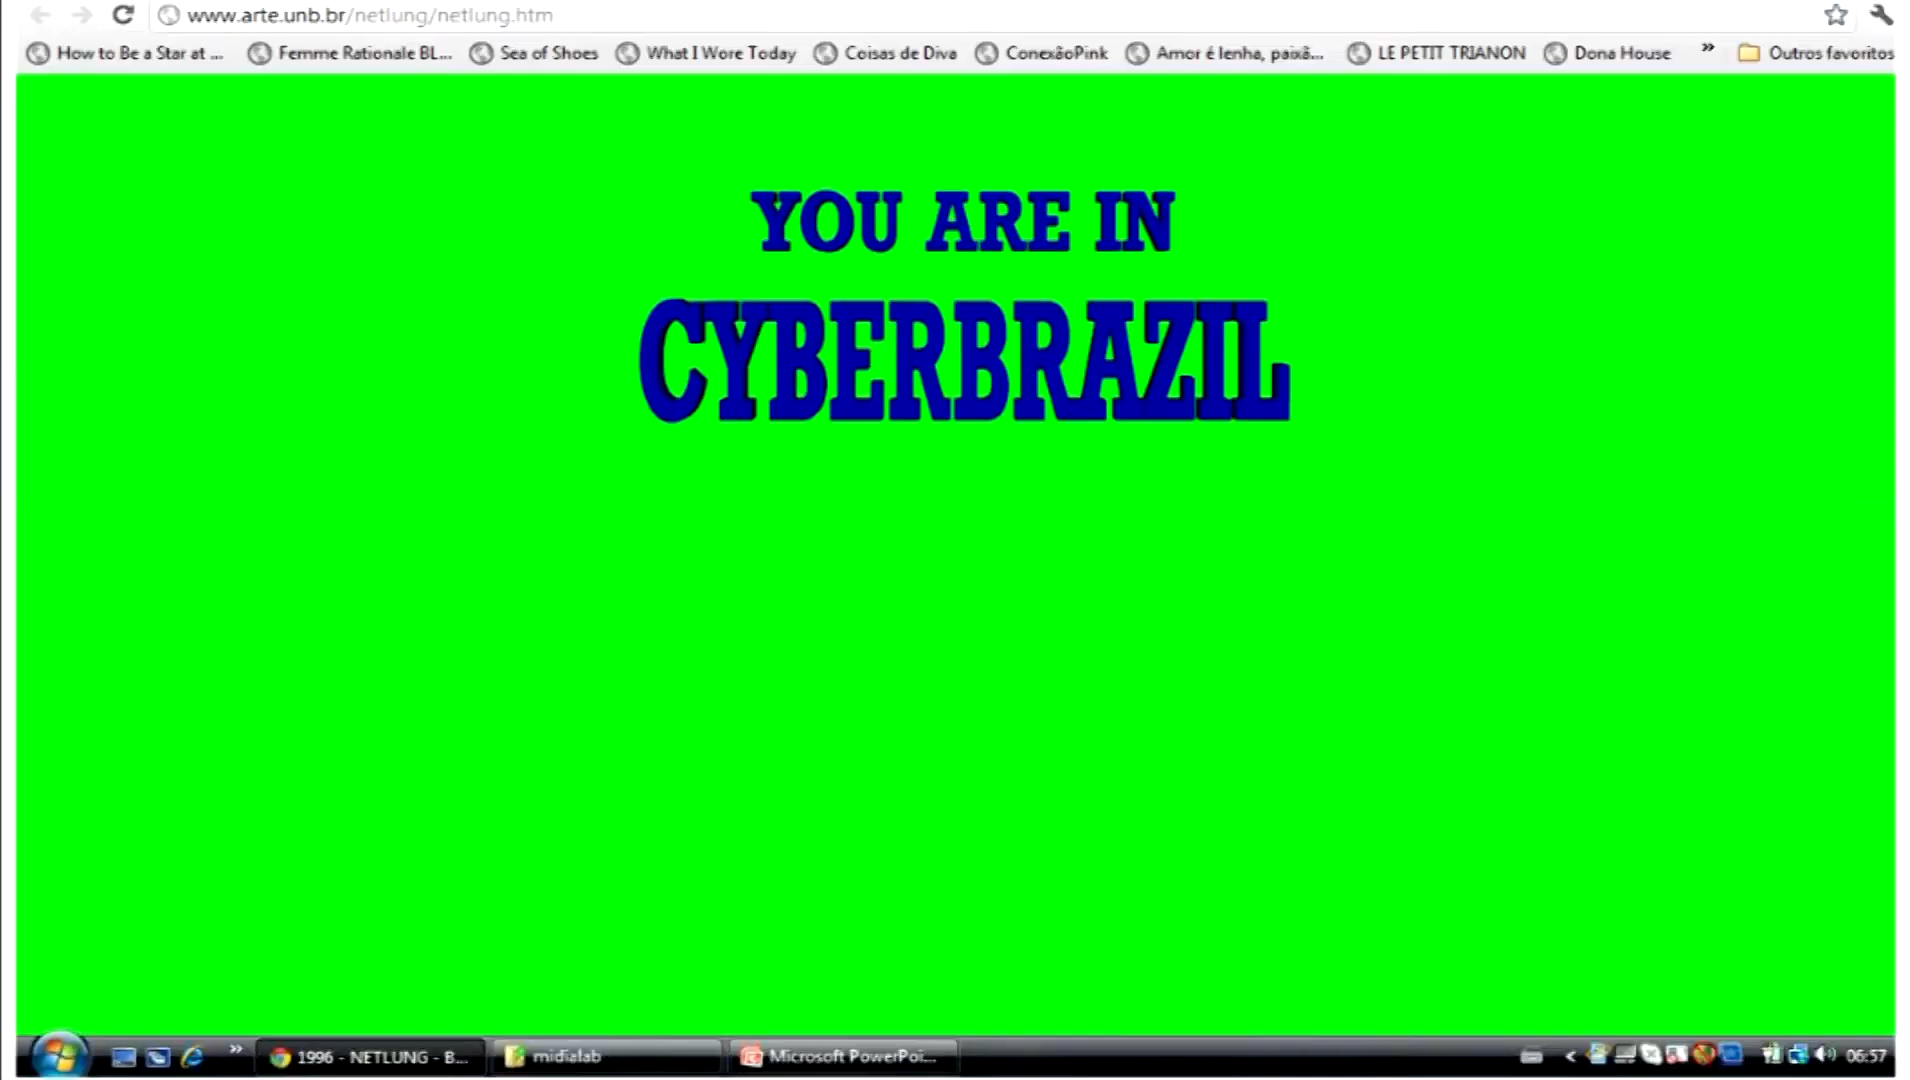 www.arte.unb.br/netlung/netlung.htm
How to Be a Star at ... Femme Rationale BL... Sea of Shoes What I Wore Today Coisas de Diva ConexãoPink Amor é lenha, paixã... LE PETIT TRIANON Dona House » Outros favoritos
YOU ARE IN
CYBERBRAZIL
» 1996 - NETLUNG - B... midialab Microsoft PowerPoi... < 06:57